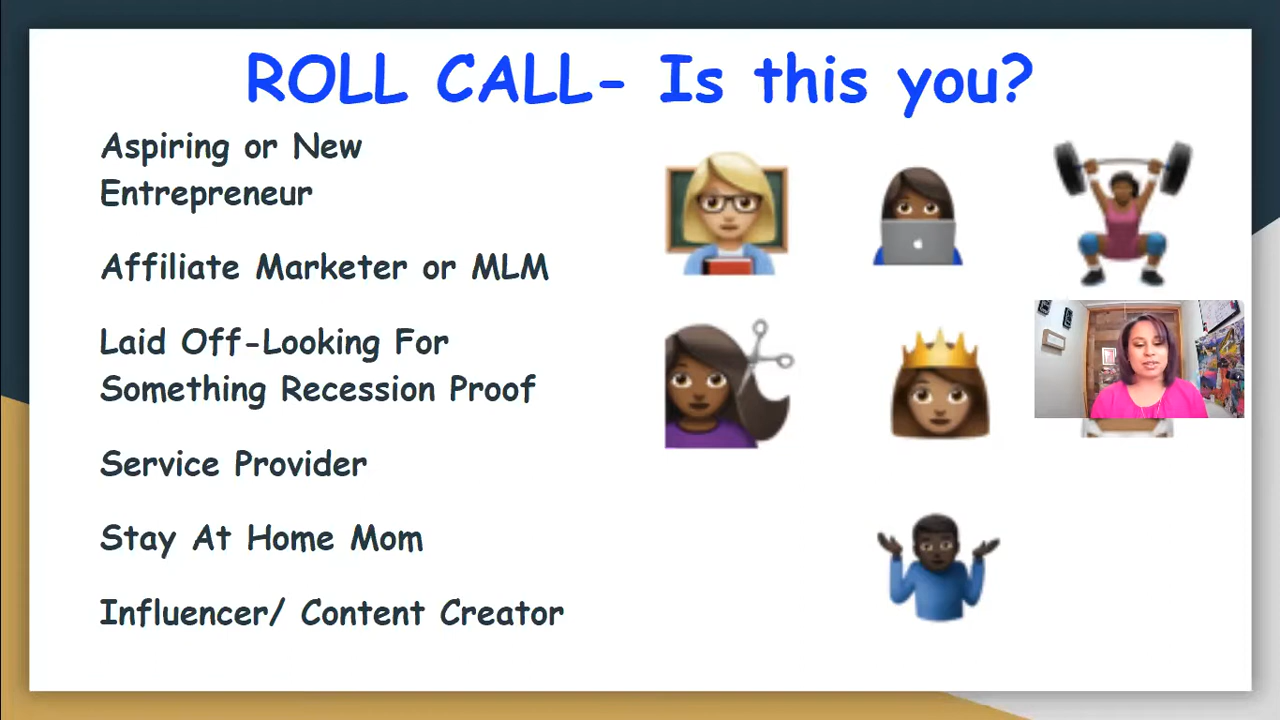 ROLL CALL- Is this you?
Aspiring or New
Entrepreneur
Affiliate Marketer or MLM
Laid Off-Looking For
Something Recession Proof
Service Provider
Stay At Home Mom
Influencer/ Content Creator